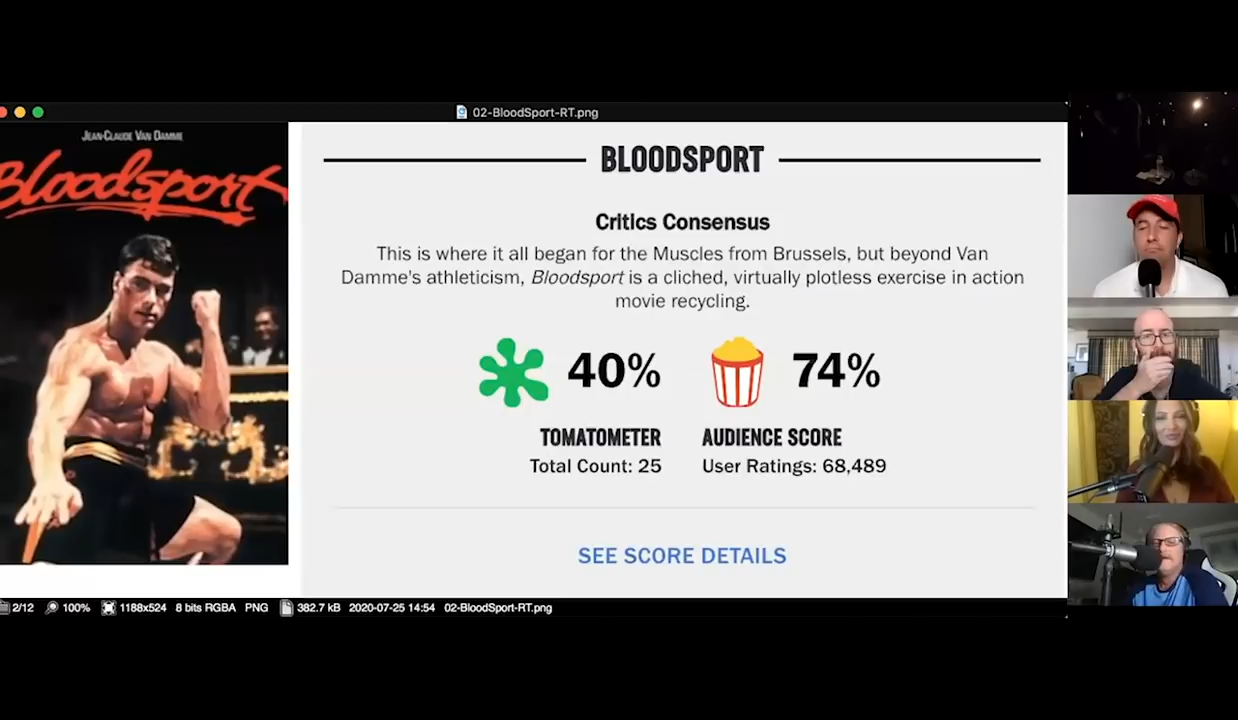 02-BloodSport-RT.png
JEAN-CLAUDE VAN DAMME
Bloodsport
BLOODSPORT
Critics Consensus
This is where it all began for the Muscles from Brussels, but beyond Van
Damme's athleticism, Bloodsport is a cliched, virtually plotless exercise in action
movie recycling.
40% 74%
TOMATOMETER AUDIENCE SCORE
Total Count: 25 User Ratings: 68,489
SEE SCORE DETAILS
2/12 100% 1188x524 8 bits RGBA PNG 382.7 kB 2020-07-25 14:54 02-BloodSport-RT.png